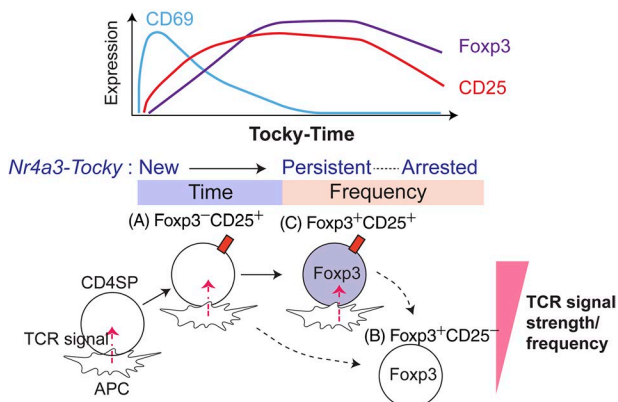 CD69
Foxp3
CD25
Expression
Tocky-Time
Nr4a3-Tocky : New Persistent Arrested
Time Frequency
(A) Foxp3⁻CD25⁺ (C) Foxp3⁺CD25⁺
CD4SP
Foxp3
TCR signal
APC
(B) Foxp3⁺CD25⁻
Foxp3
TCR signal
strength/
frequency